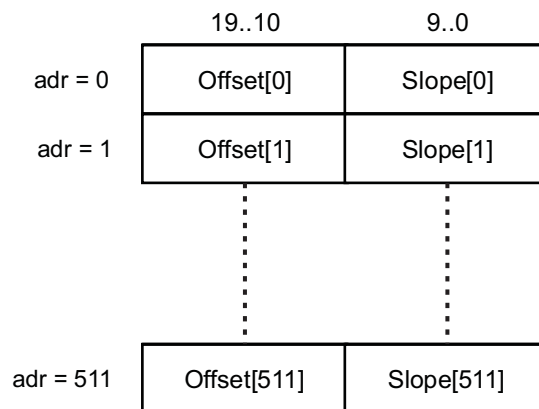 19..10 9..0
adr = 0 Offset[0] Slope[0]
adr = 1 Offset[1] Slope[1]
adr = 511 Offset[511] Slope[511]